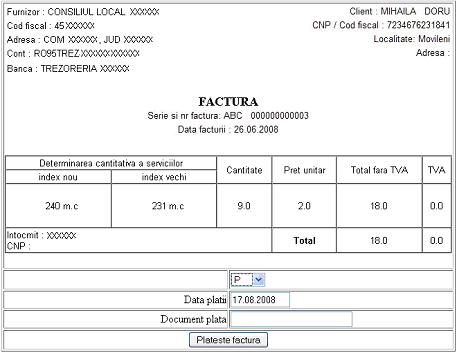 Furnizor : CONSILIUL LOCAL XXXXXX
Client : MIHAILA DORU
Cod fiscal : 45XXXXXX
CNP / Cod fiscal : 7234676231841
Adresa : COM XXXXXX, JUD XXXXXX
Localitate: Movileni
Cont : RO95TREZXXXXXXXXXXX
Adresa :
Banca : TREZORERIA XXXXXX
FACTURA
Serie si nr factura: ABC 000000000003
Data facturii : 26.06.2008
Determinarea cantitativa a serviciilor
Cantitate Pret unitar Total fara TVA TVA
index nou index vechi
240 m.c 231 m.c 9.0 2.0 18.0 0.0
Intocmit : XXXXXX
CNP :
Total 18.0 0.0
P
Data platii 17.08.2008
Document plata
Plateste factura